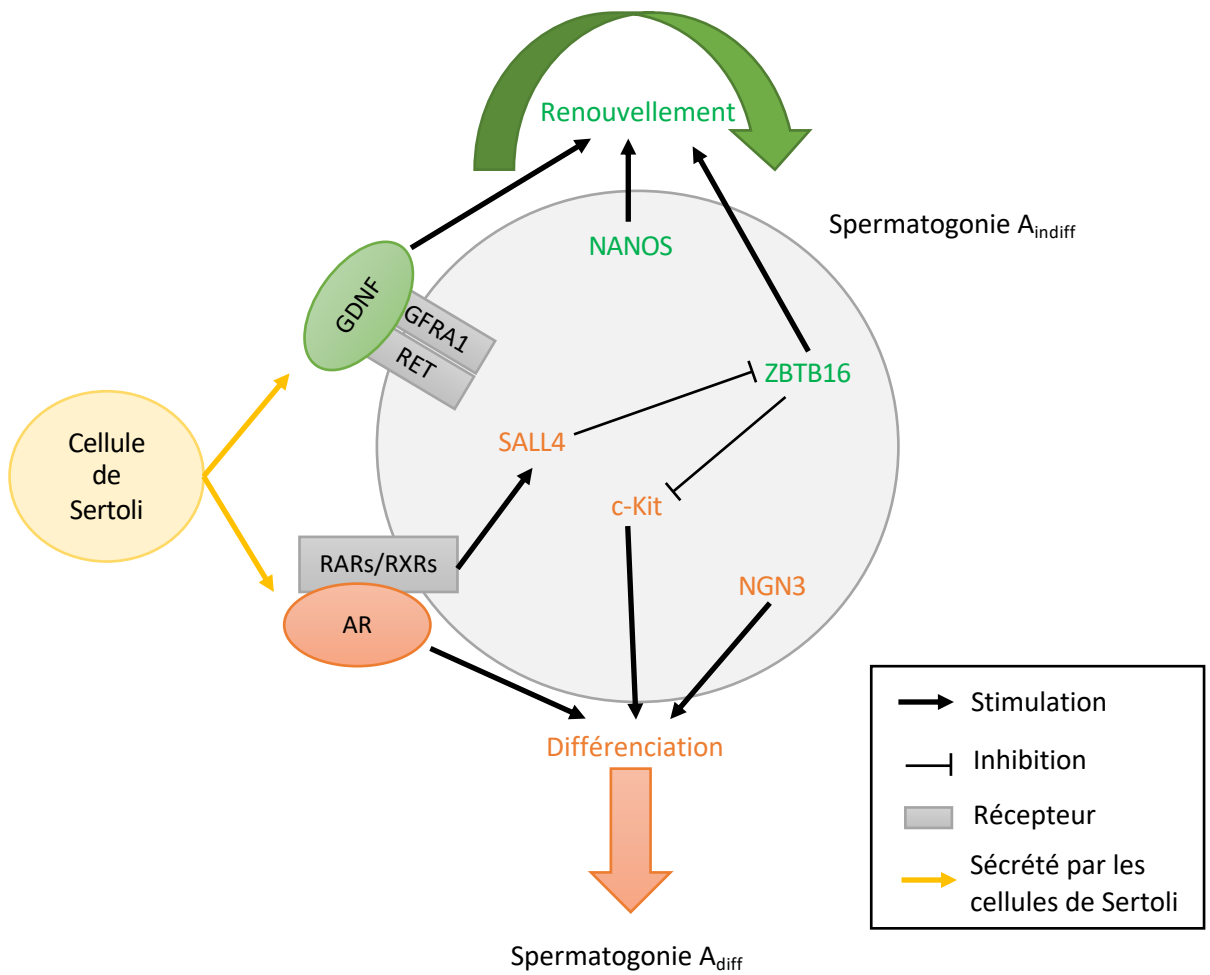 Renouvellement
Spermatogonie Aindiff
NANOS
GDNF
GFRA1
RET
ZBTB16
Cellule
de
Sertoli
SALL4
c-Kit
RARs/RXRs
NGN3
AR
Différenciation
Spermatogonie Adiff
Stimulation
Inhibition
Récepteur
Sécrété par les
cellules de Sertoli